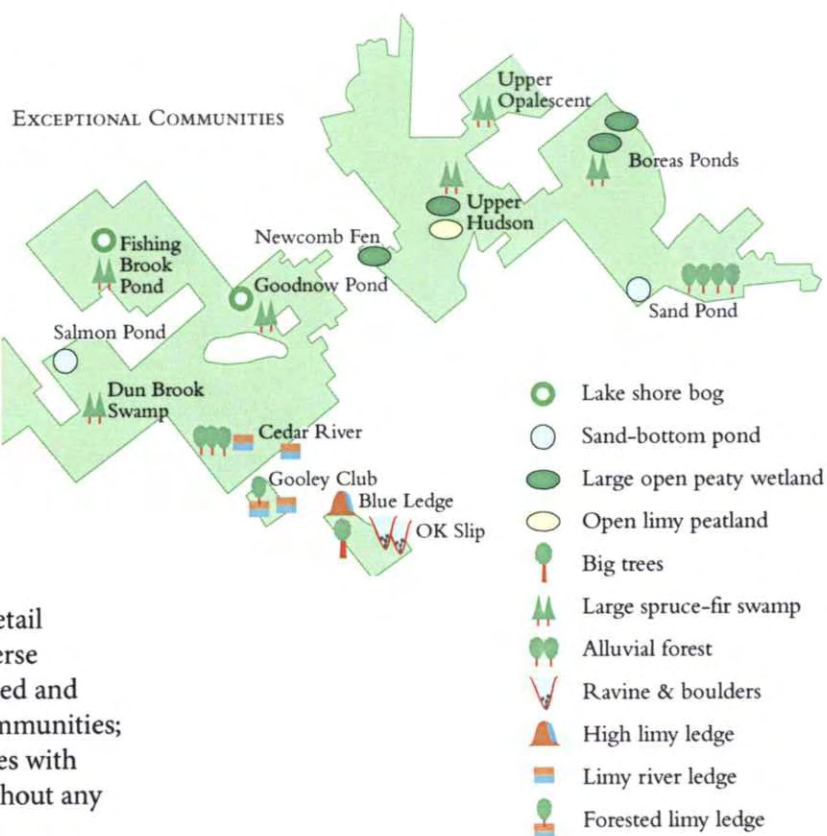 EXCEPTIONAL COMMUNITIES
Upper
Opalescent
Boreas Ponds
Upper
Hudson
Newcomb Fen
Fishing
Brook
Pond
Goodnow Pond
Sand Pond
Salmon Pond
Dun Brook
Swamp
Cedar River
Gooley Club
Blue Ledge
OK Slip
Lake shore bog
Sand-bottom pond
Large open peaty wetland
Open limy peatland
Big trees
Large spruce-fir swamp
Alluvial forest
Ravine & boulders
High limy ledge
Limy river ledge
Forested limy ledge
etail
erse
ed and
mmunities;
es with
hout any